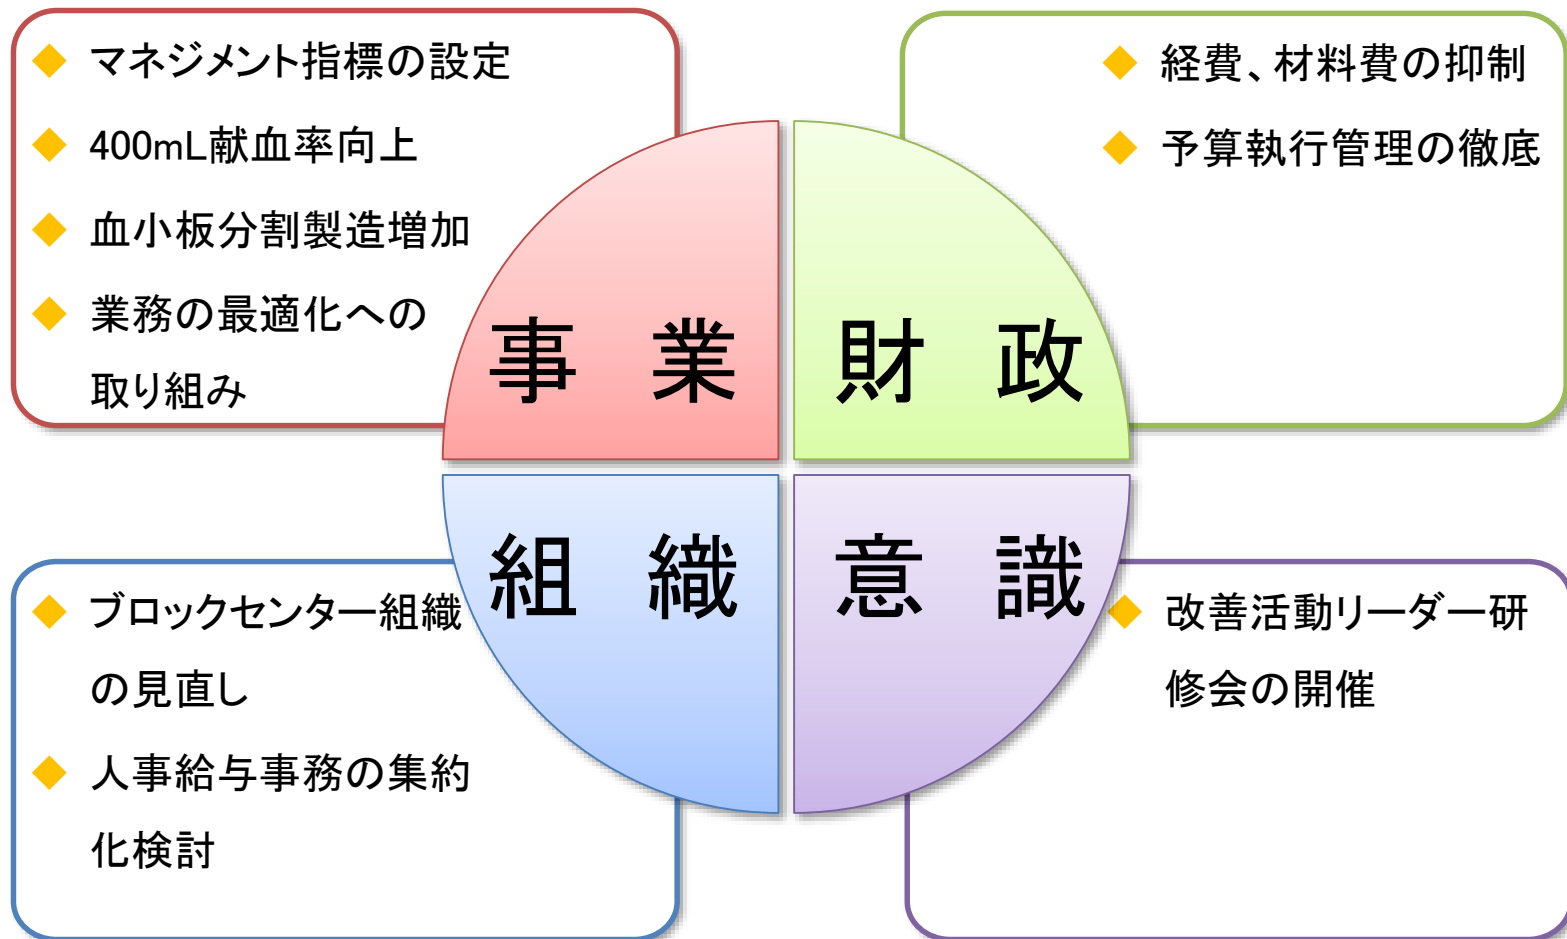 マネジメント指標の設定
400mL献血率向上
血小板分割製造増加
業務の最適化への
取り組み
事 業
経費、材料費の抑制
予算執行管理の徹底
財 政
ブロックセンター組織
の見直し
人事給与事務の集約
化検討
組 織
意 識
改善活動リーダー研
修会の開催